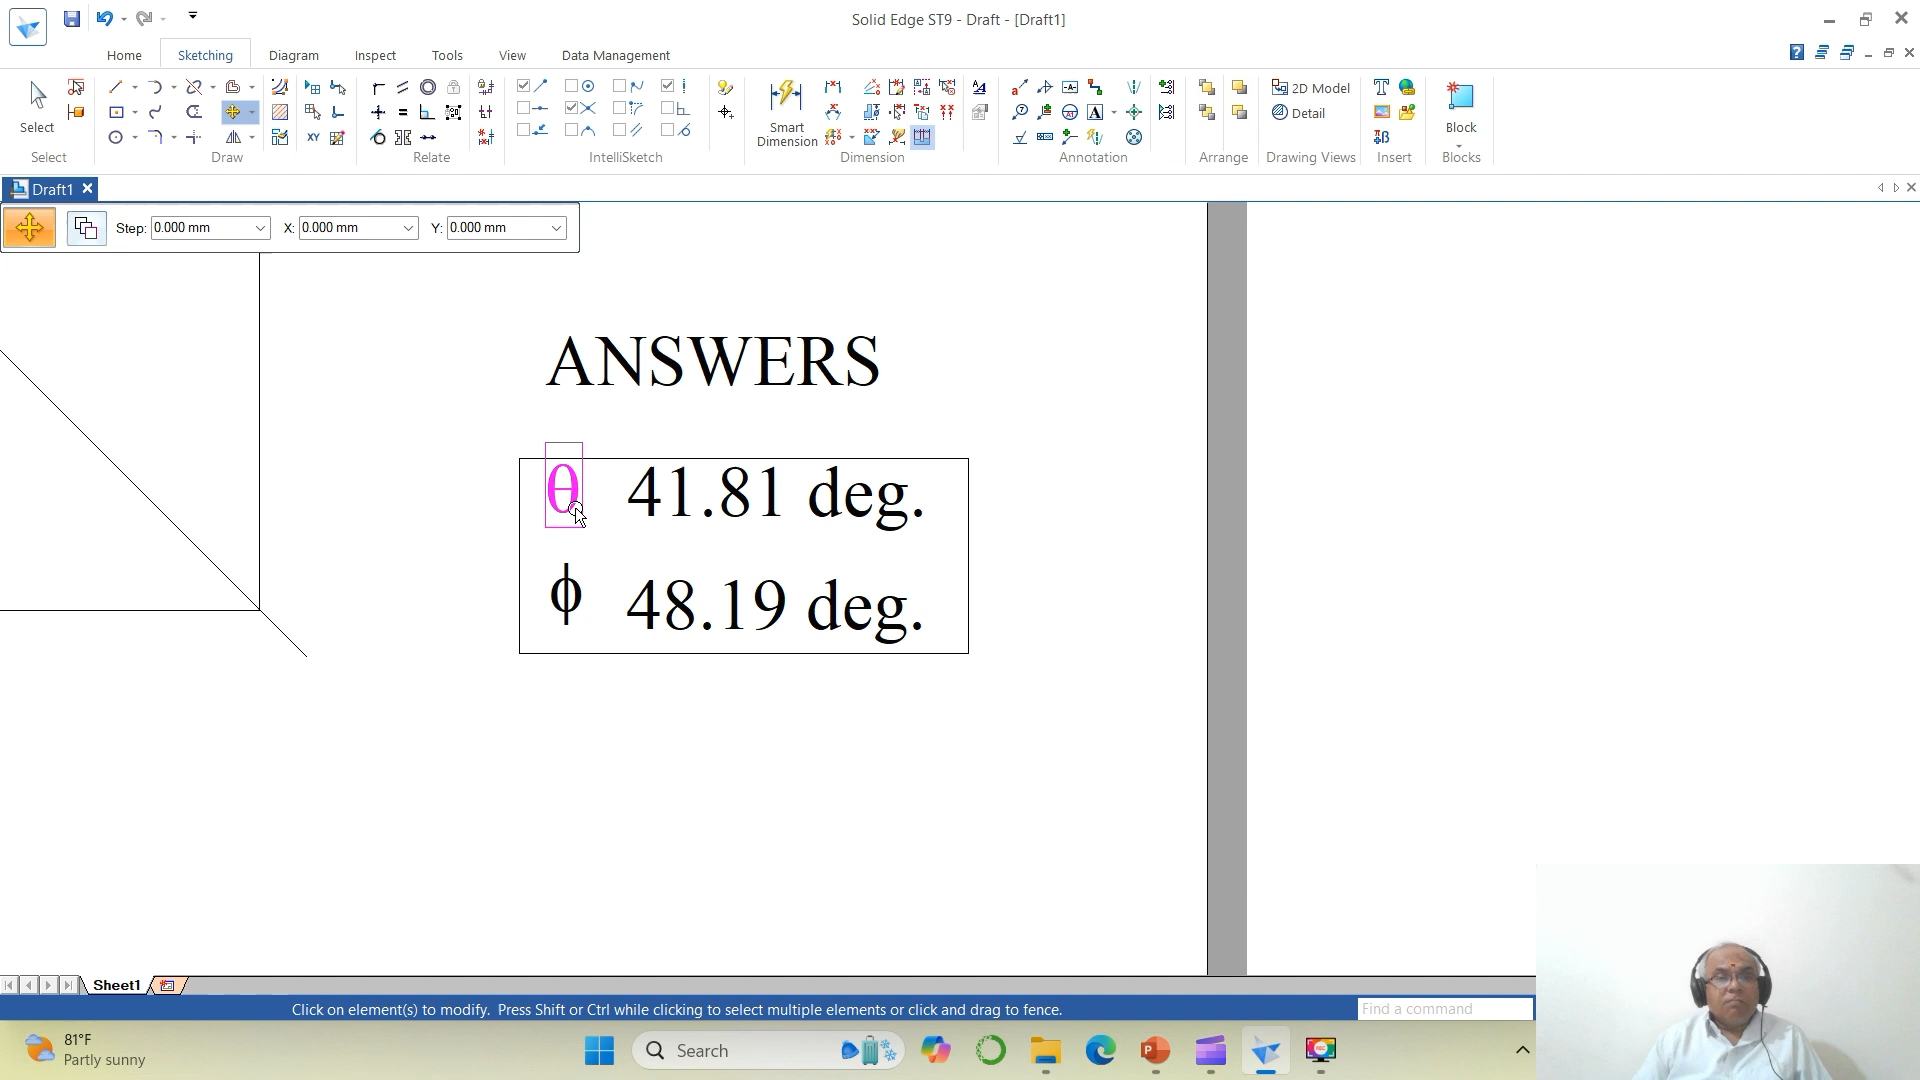 Solid Edge ST9 - Draft - [Draft1]
Home Sketching Diagram Inspect Tools View Data Management
Select
Select
Draw
XY
Relate
IntelliSketch
Smart Dimension
Dimension
Annotation
Arrange
2D Model
Detail
Drawing Views
Insert
Block
Blocks
Draft1
Step: 0.000 mm X: 0.000 mm Y: 0.000 mm
ANSWERS
θ 41.81 deg.
ϕ 48.19 deg.
Sheet1
Click on element(s) to modify. Press Shift or Ctrl while clicking to select multiple elements or click and drag to fence.
Find a command
81°F
Partly sunny
Search